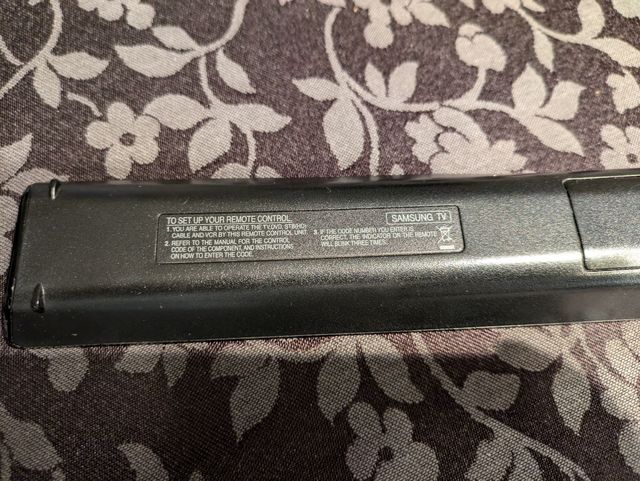 TO SET UP YOUR REMOTE CONTROL
1. YOU ARE ABLE TO OPERATE THE TV, DVD, STB(HD)
CABLE AND VCR BY THIS REMOTE CONTROL UNIT.
2. REFER TO THE MANUAL FOR THE CONTROL
CODE OF THE COMPONENT, AND INSTRUCTIONS
ON HOW TO ENTER THE CODE.
SAMSUNG TV
3. IF THE CODE NUMBER YOU ENTER IS
CORRECT, THE INDICATOR ON THE REMOTE
WILL BLINK THREE TIMES.